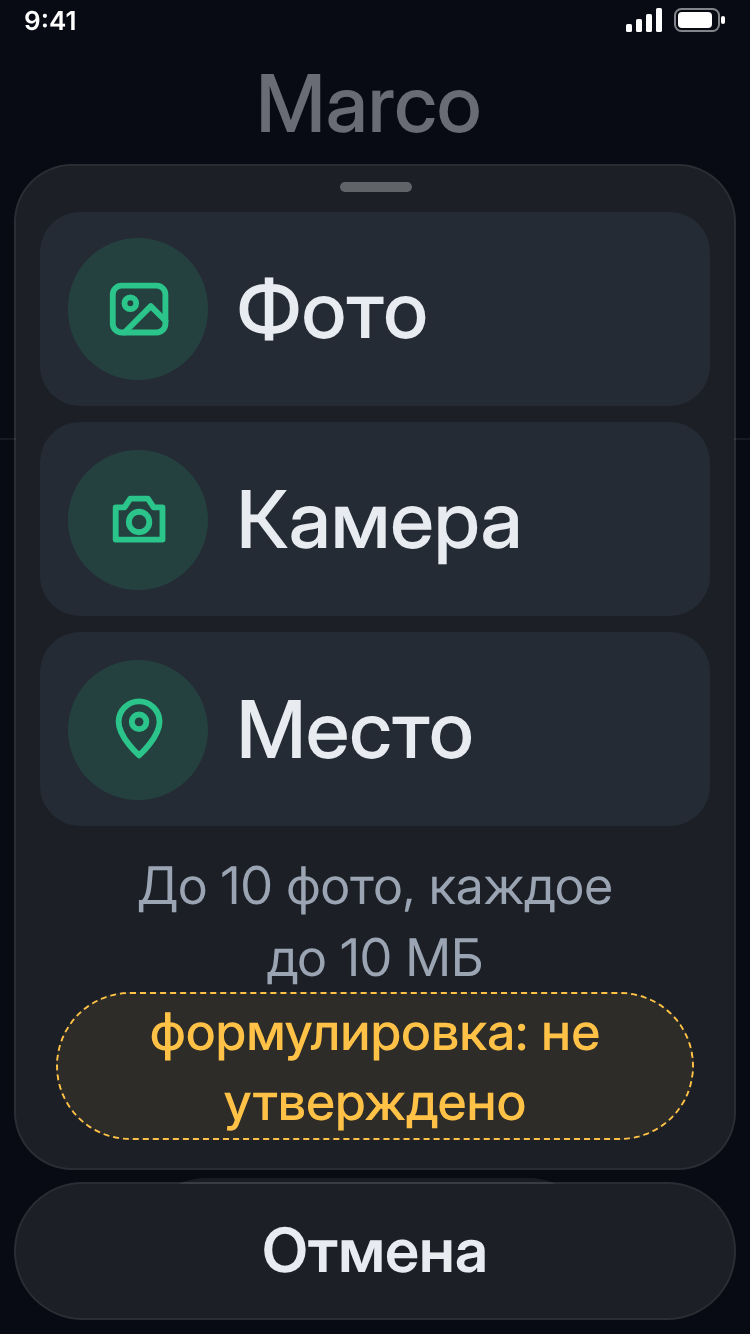 9:41
Marco
Фото
Камера
Место
До 10 фото, каждое
до 10 МБ
формулировка: не
утверждено
Отмена